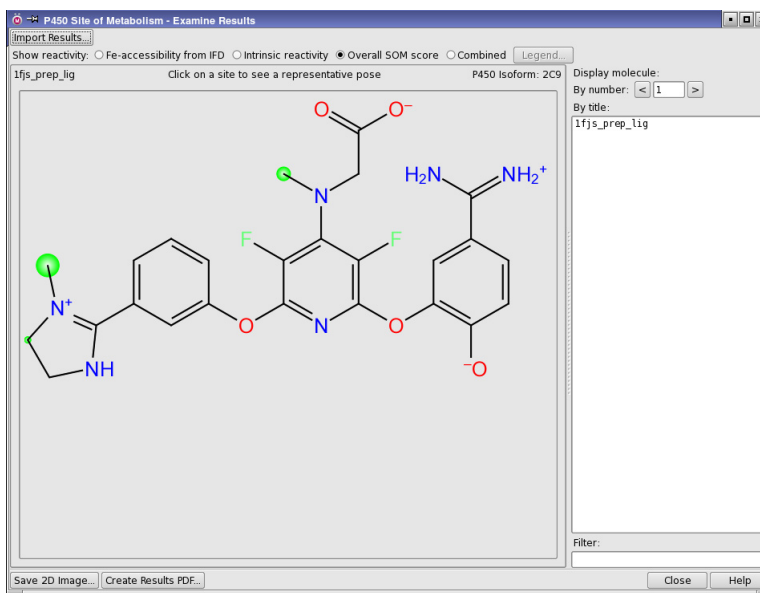 P450 Site of Metabolism - Examine Results
Import Results...
Show reactivity: Fe-accessibility from IFD Intrinsic reactivity Overall SOM score Combined Legend...
1fjs_prep_lig Click on a site to see a representative pose P450 Isoform: 2C9
Display molecule:
By number: < 1 >
By title:
1fjs_prep_lig
O O⁻
H₂N NH₂⁺
N
F F
N⁺
O N O
NH ⁻O
Filter:
Save 2D Image... Create Results PDF... Close Help